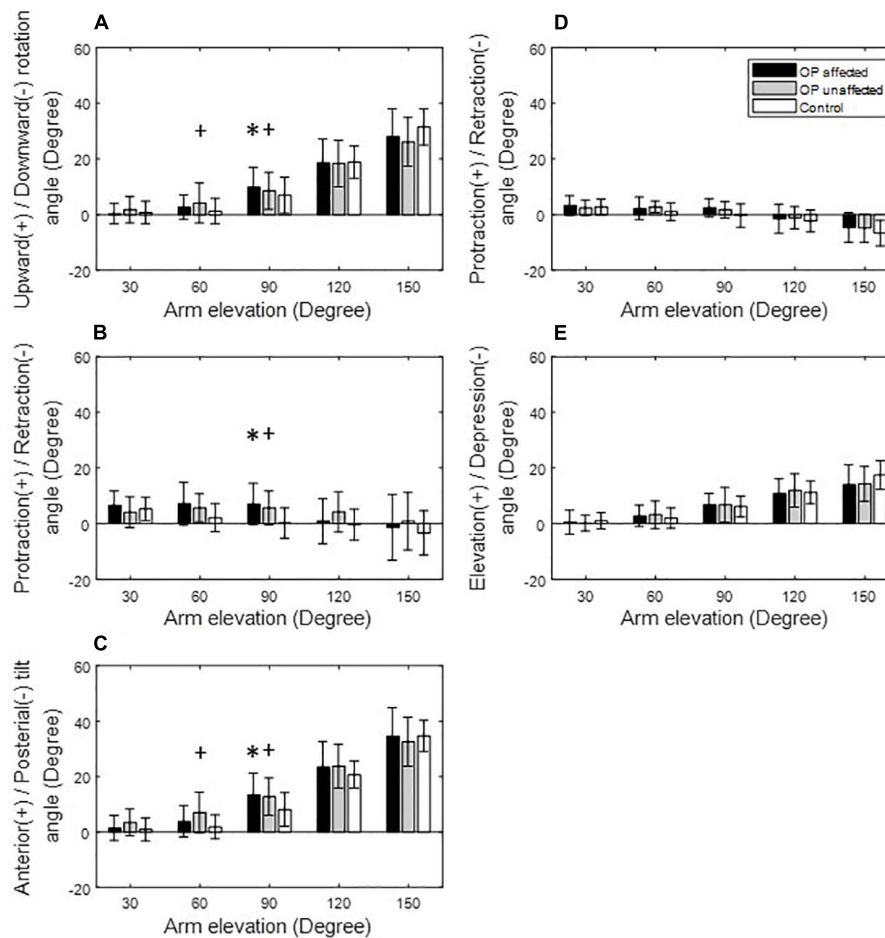 A
Upward(+) / Downward(-) rotation
angle (Degree)
60
40
20
0
-20
+
* +
30 60 90 120 150
Arm elevation (Degree)
B
Protraction(+) / Retraction(-)
angle (Degree)
60
40
20
0
-20
* +
30 60 90 120 150
Arm elevation (Degree)
C
Anterior(+) / Posterial(-) tilt
angle (Degree)
60
40
20
0
-20
+
* +
30 60 90 120 150
Arm elevation (Degree)
D
Protraction(+) / Retraction(-)
angle (Degree)
60
40
20
0
-20
OP affected
OP unaffected
Control
30 60 90 120 150
Arm elevation (Degree)
E
Elevation(+) / Depression(-)
angle (Degree)
60
40
20
0
-20
30 60 90 120 150
Arm elevation (Degree)